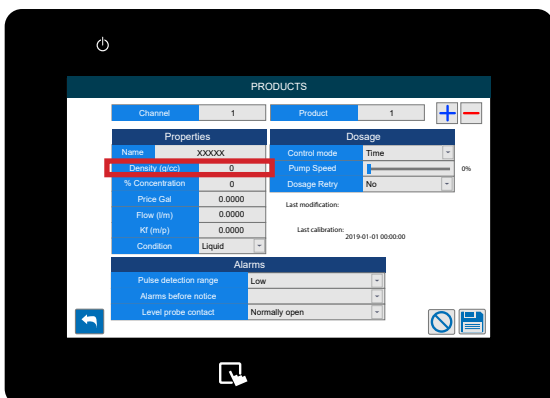 PRODUCTS
Channel 1 Product 1
Properties
Name XXXXX
Density (g/cc) 0
% Concentration 0
Price Gal 0.0000
Flow (l/m) 0.0000
Kf (m/p) 0.0000
Condition Liquid
Dosage
Control mode Time
Pump Speed 0%
Dosage Retry No
Last modification:
Last calibration: 2019-01-01 00:00:00
Alarms
Pulse detection range Low
Alarms before notice
Level probe contact Normally open